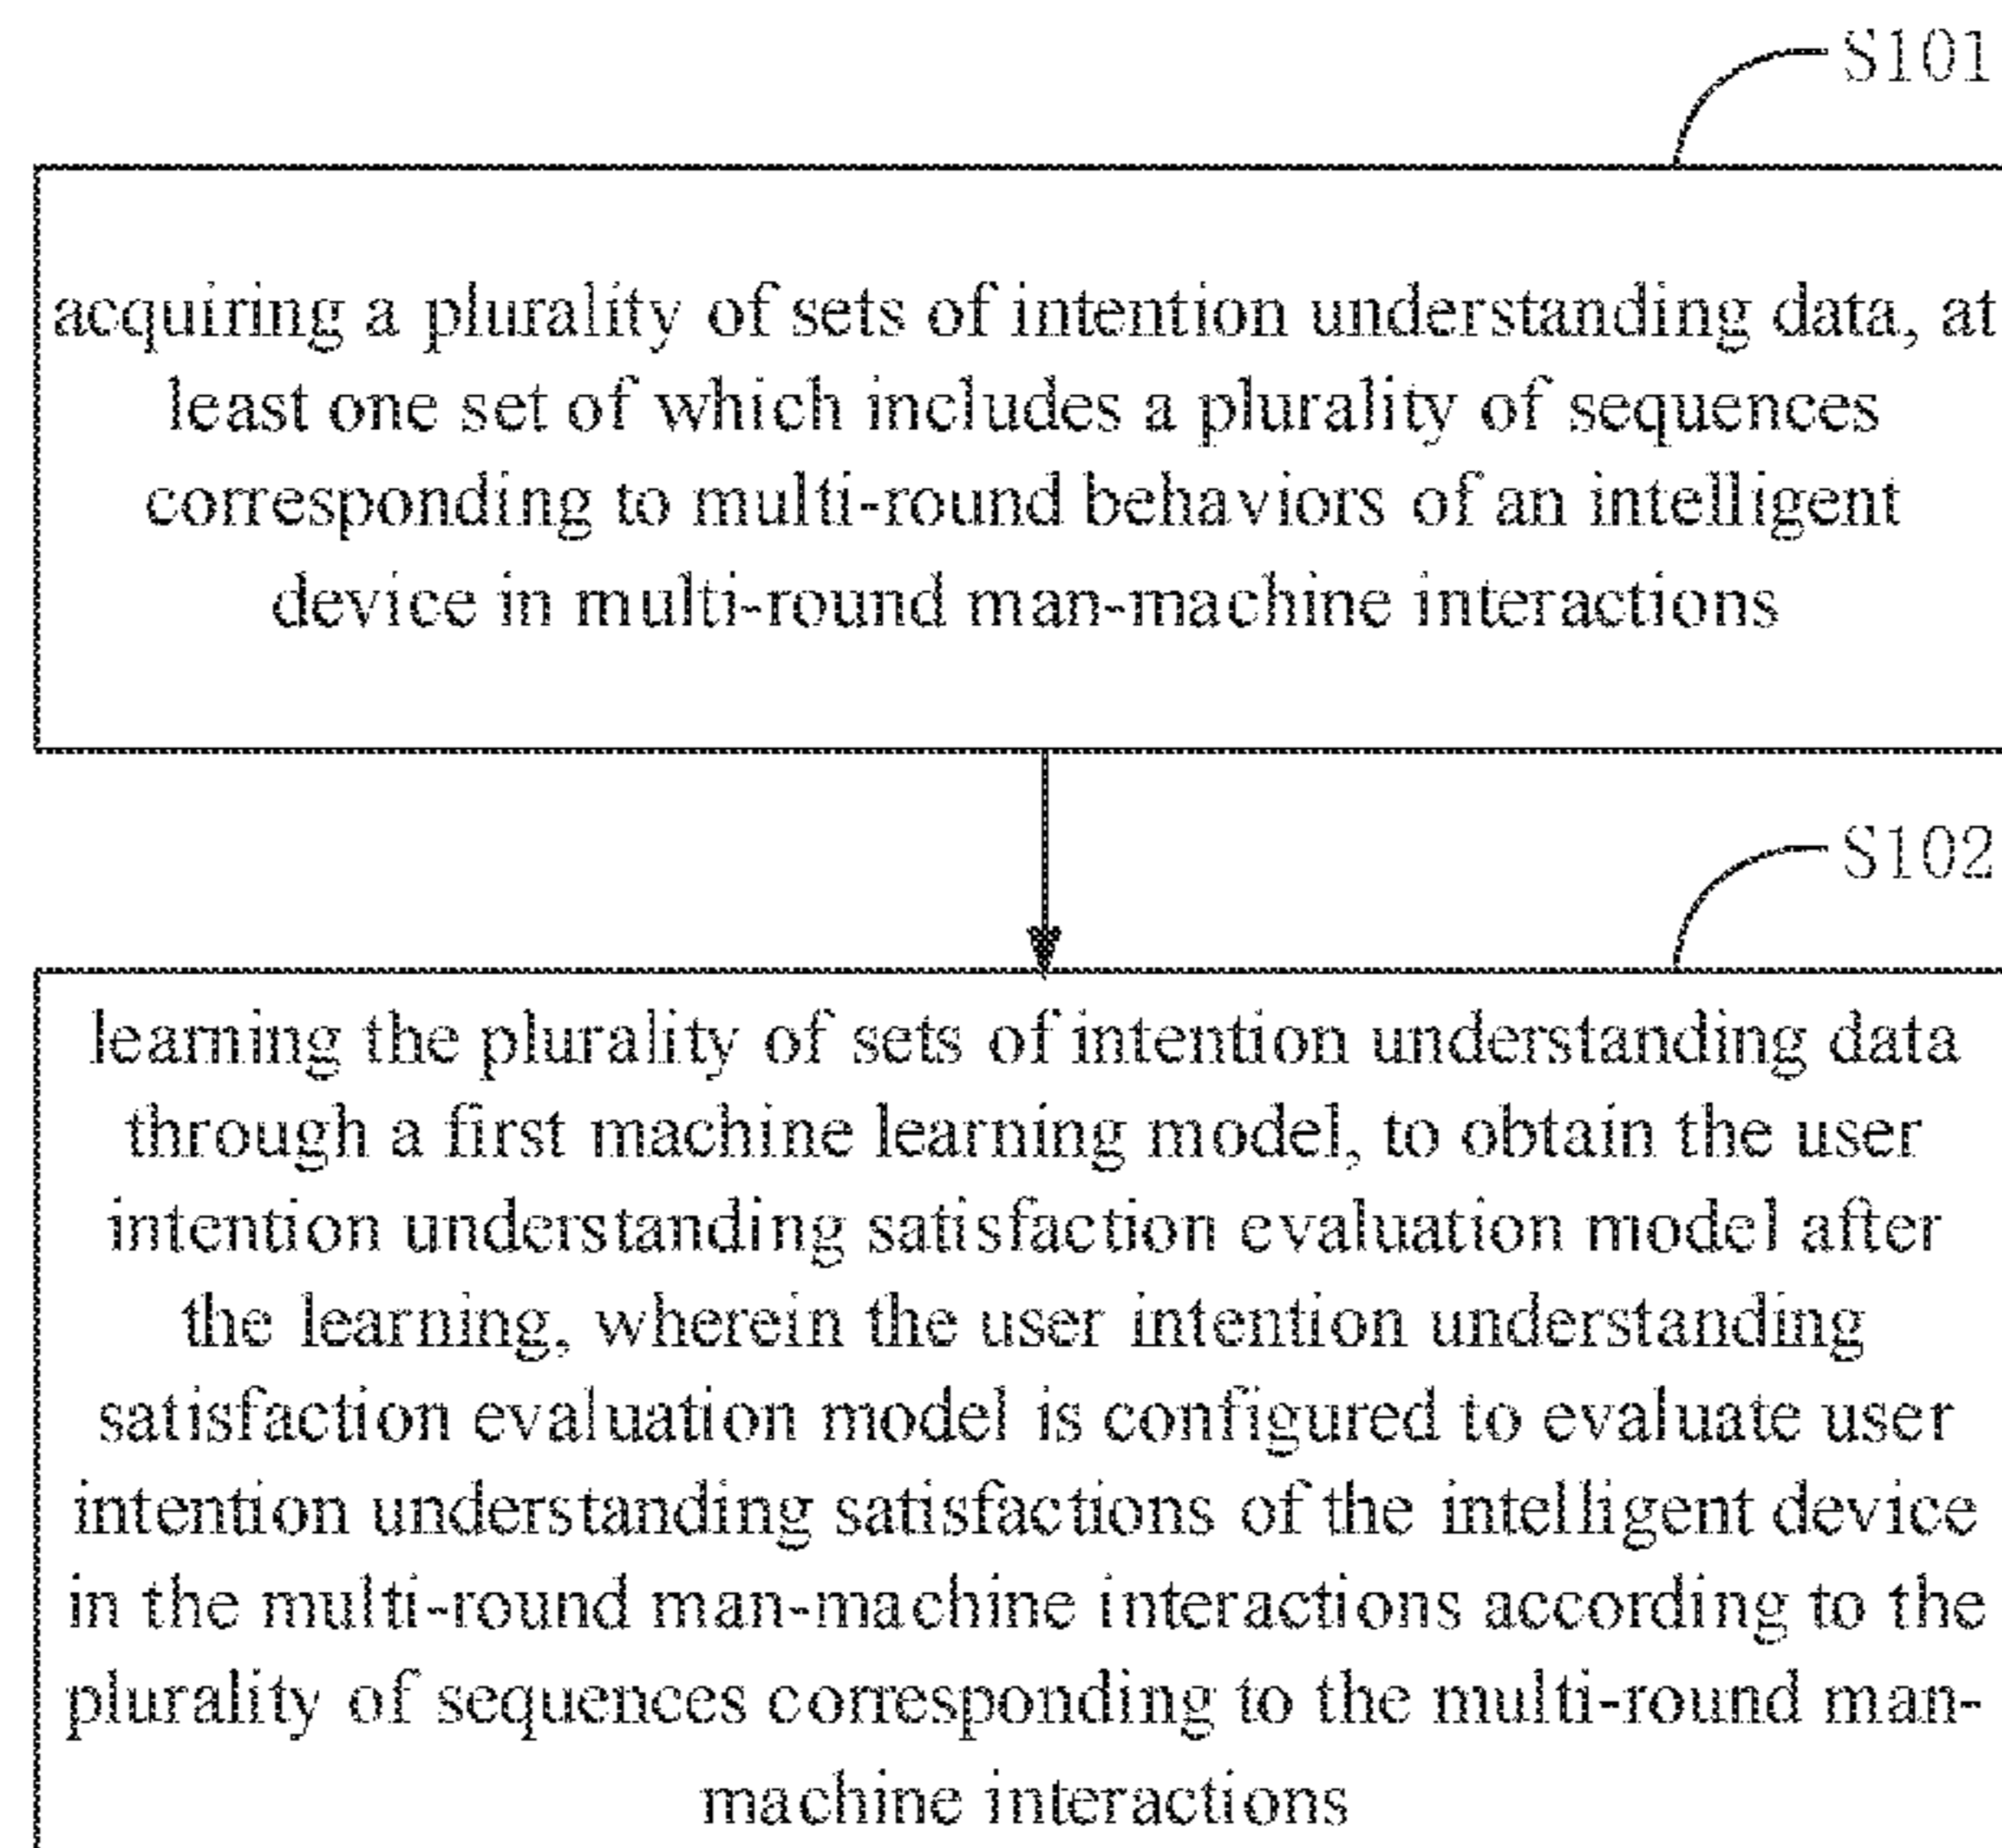 S101
acquiring a plurality of sets of intention understanding data, at
least one set of which includes a plurality of sequences
corresponding to multi-round behaviors of an intelligent
device in multi-round man-machine interactions
S102
learning the plurality of sets of intention understanding data
through a first machine learning model, to obtain the user
intention understanding satisfaction evaluation model after
the learning, wherein the user intention understanding
satisfaction evaluation model is configured to evaluate user
intention understanding satisfactions of the intelligent device
in the multi-round man-machine interactions according to the
plurality of sequences corresponding to the multi-round man-
machine interactions